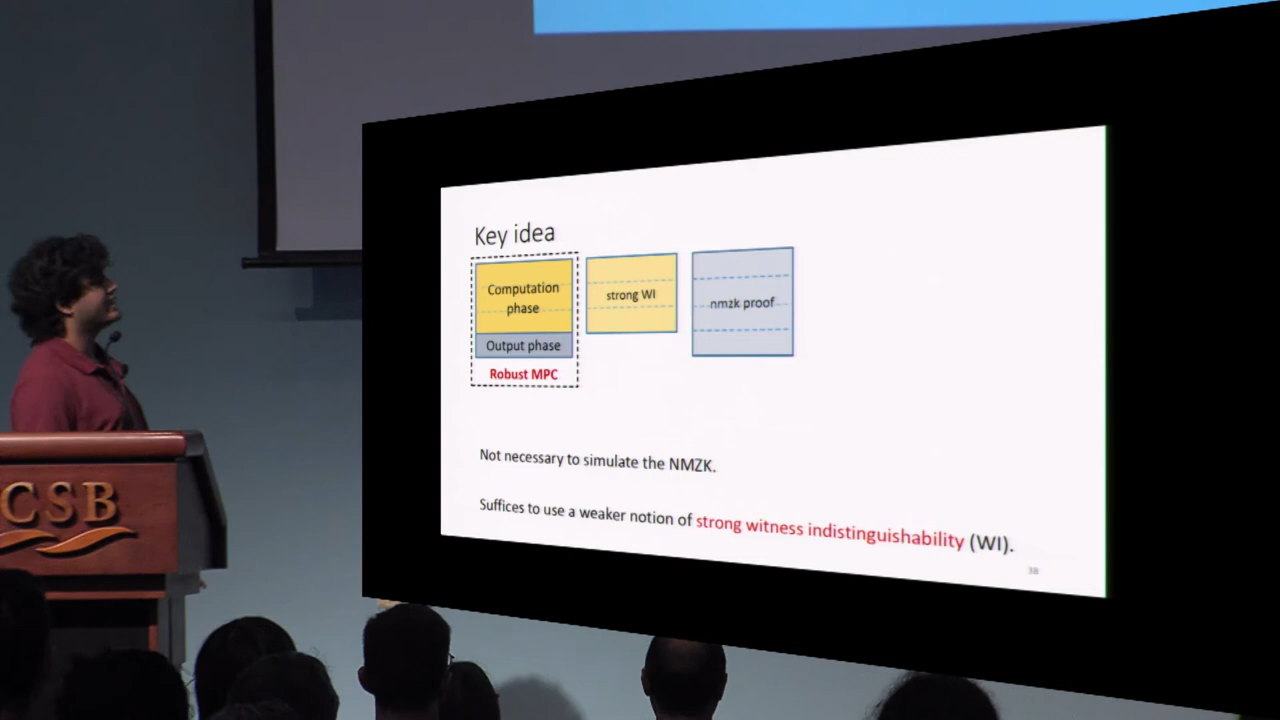 Key idea
Computation
phase
Output phase
Robust MPC
strong WI
nmzk proof
Not necessary to simulate the NMZK.
Suffices to use a weaker notion of strong witness indistinguishability (WI).
38
CSB